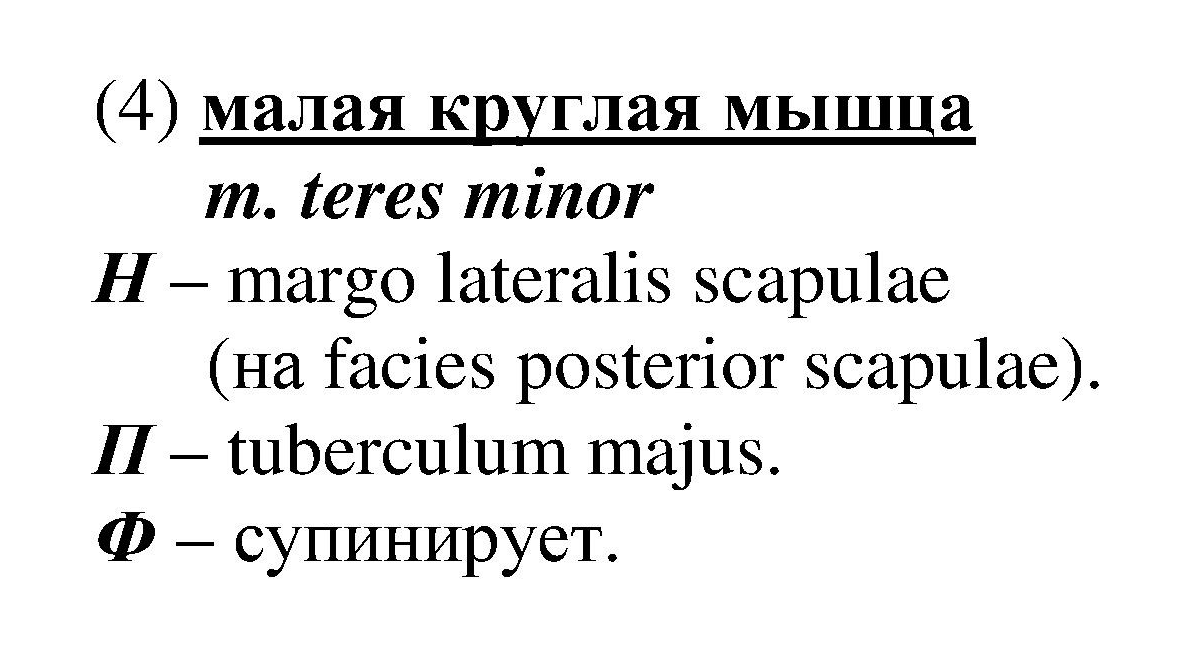 (4) малая круглая мышца
m. teres minor
Н – margo lateralis scapulae
(на facies posterior scapulae).
П – tuberculum majus.
Ф – супинирует.